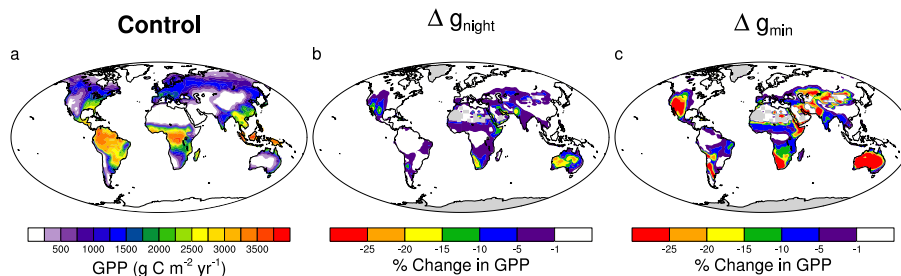 Control
Δ g_night
Δ g_min
a
b
c
500 1000 1500 2000 2500 3000 3500
-25 -20 -15 -10 -5 -1
-25 -20 -15 -10 -5 -1
GPP (g C m⁻² yr⁻¹)
% Change in GPP
% Change in GPP